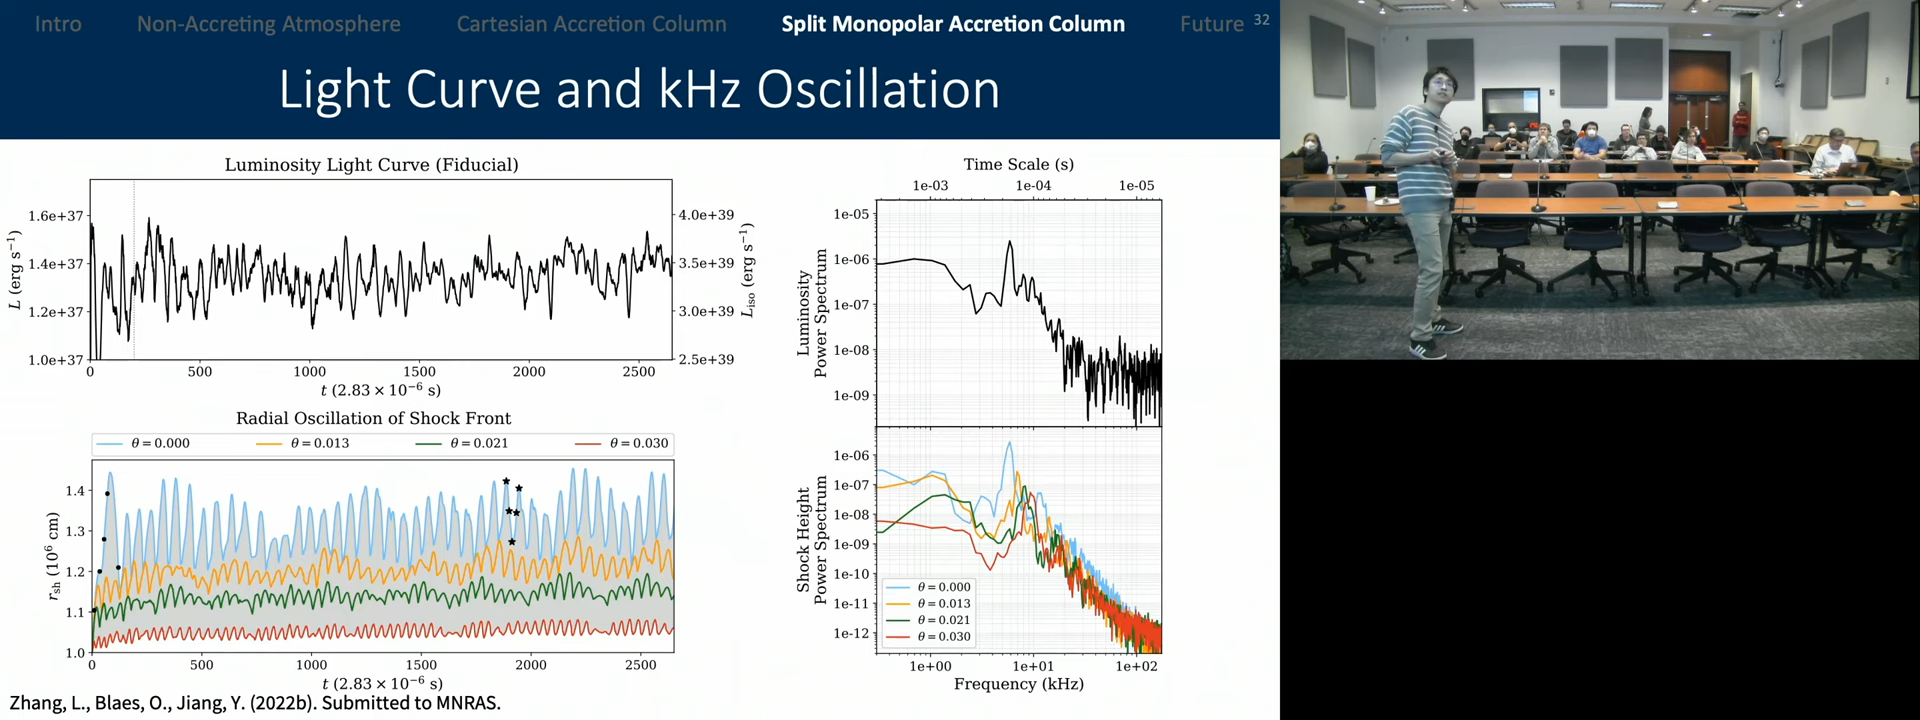 Intro Non-Accreting Atmosphere Cartesian Accretion Column Split Monopolar Accretion Column Future 32
Light Curve and kHz Oscillation
Luminosity Light Curve (Fiducial)
L (erg s⁻¹)
1.6e+37
1.4e+37
1.2e+37
1.0e+37
4.0e+39
3.5e+39
3.0e+39
2.5e+39
L_iso (erg s⁻¹)
0 500 1000 1500 2000 2500
t (2.83 × 10⁻⁶ s)
Radial Oscillation of Shock Front
θ = 0.000 θ = 0.013 θ = 0.021 θ = 0.030
r_sh (10⁶ cm)
1.4
1.3
1.2
1.1
1.0
0 500 1000 1500 2000 2500
t (2.83 × 10⁻⁶ s)
Zhang, L., Blaes, O., Jiang, Y. (2022b). Submitted to MNRAS.
Time Scale (s)
1e-03 1e-04 1e-05
Luminosity
Power Spectrum
1e-05
1e-06
1e-07
1e-08
1e-09
Shock Height
Power Spectrum
1e-06
1e-07
1e-08
1e-09
1e-10
1e-11
1e-12
θ = 0.000
θ = 0.013
θ = 0.021
θ = 0.030
1e+00 1e+01 1e+02
Frequency (kHz)